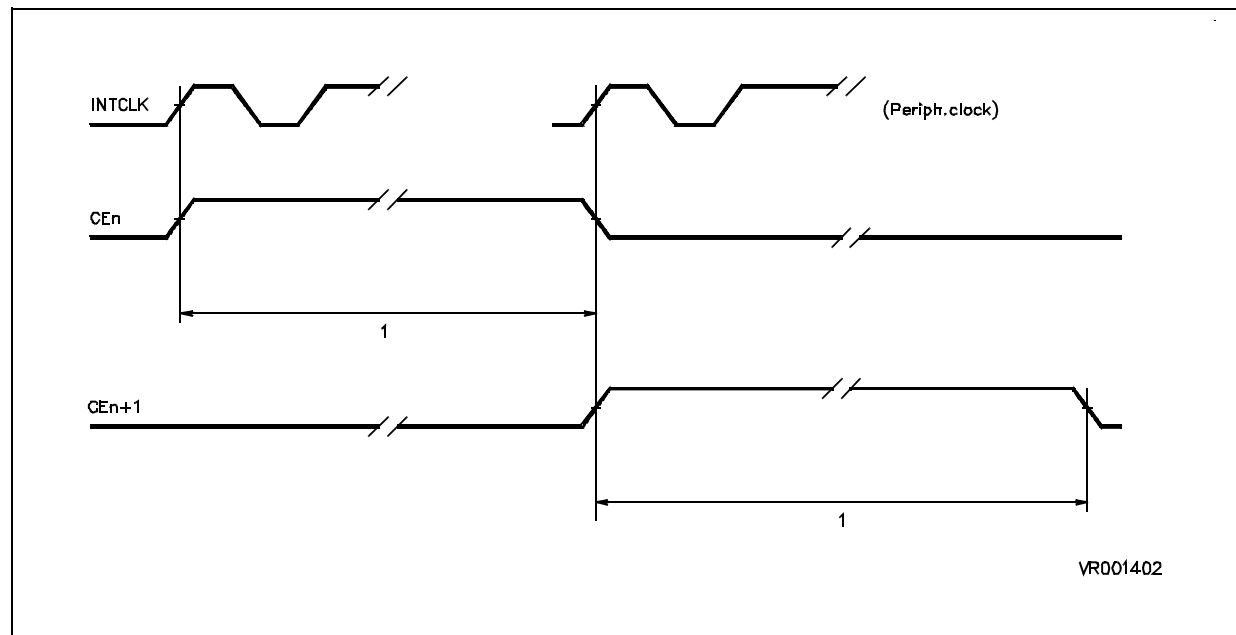 INTCLK
(Periph.clock)
CEn
1
CEn+1
1
VR001402